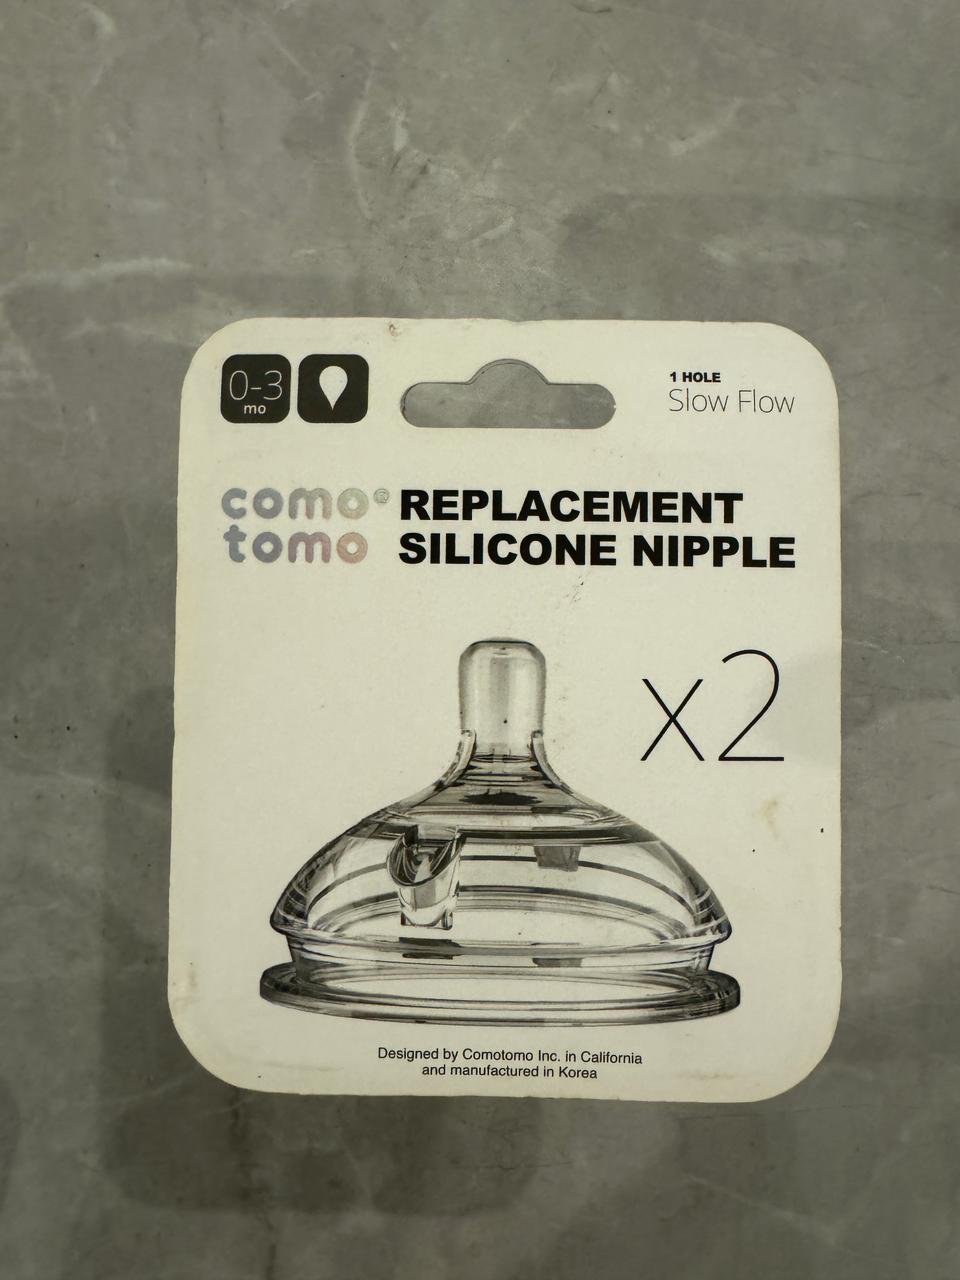 0-3
mo
1 HOLE
Slow Flow
como®
tomo
REPLACEMENT
SILICONE NIPPLE
x2
Designed by Comotomo Inc. in California
and manufactured in Korea